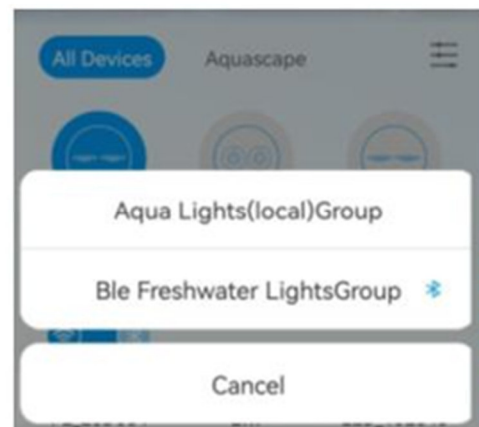 All Devices Aquascape
Aqua Lights(local)Group
Ble Freshwater LightsGroup
Cancel